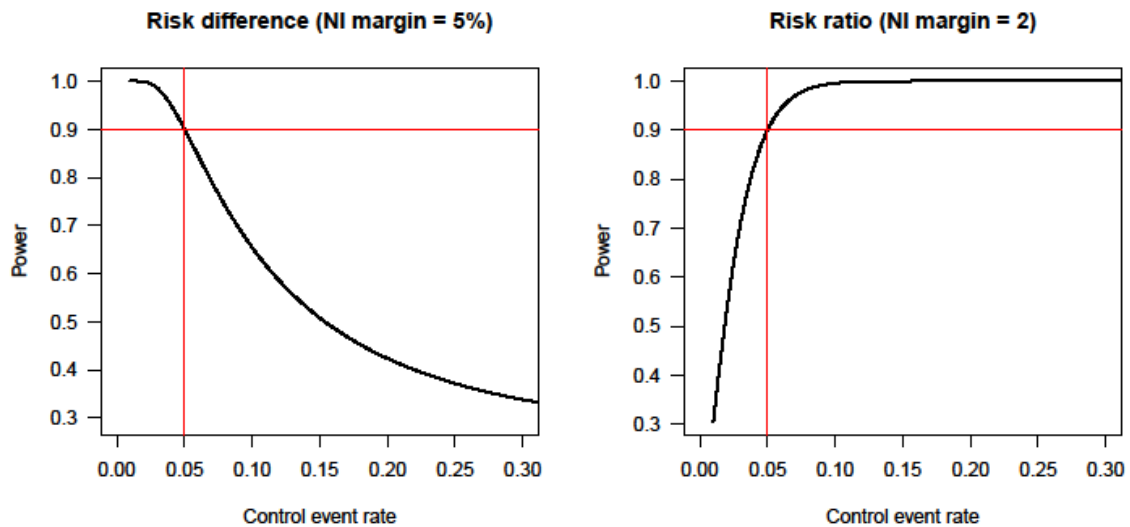 Risk difference (NI margin = 5%)
1.0
0.9
0.8
0.7
0.6
0.5
0.4
0.3
Power
0.00 0.05 0.10 0.15 0.20 0.25 0.30
Control event rate
Risk ratio (NI margin = 2)
1.0
0.9
0.8
0.7
0.6
0.5
0.4
0.3
Power
0.00 0.05 0.10 0.15 0.20 0.25 0.30
Control event rate